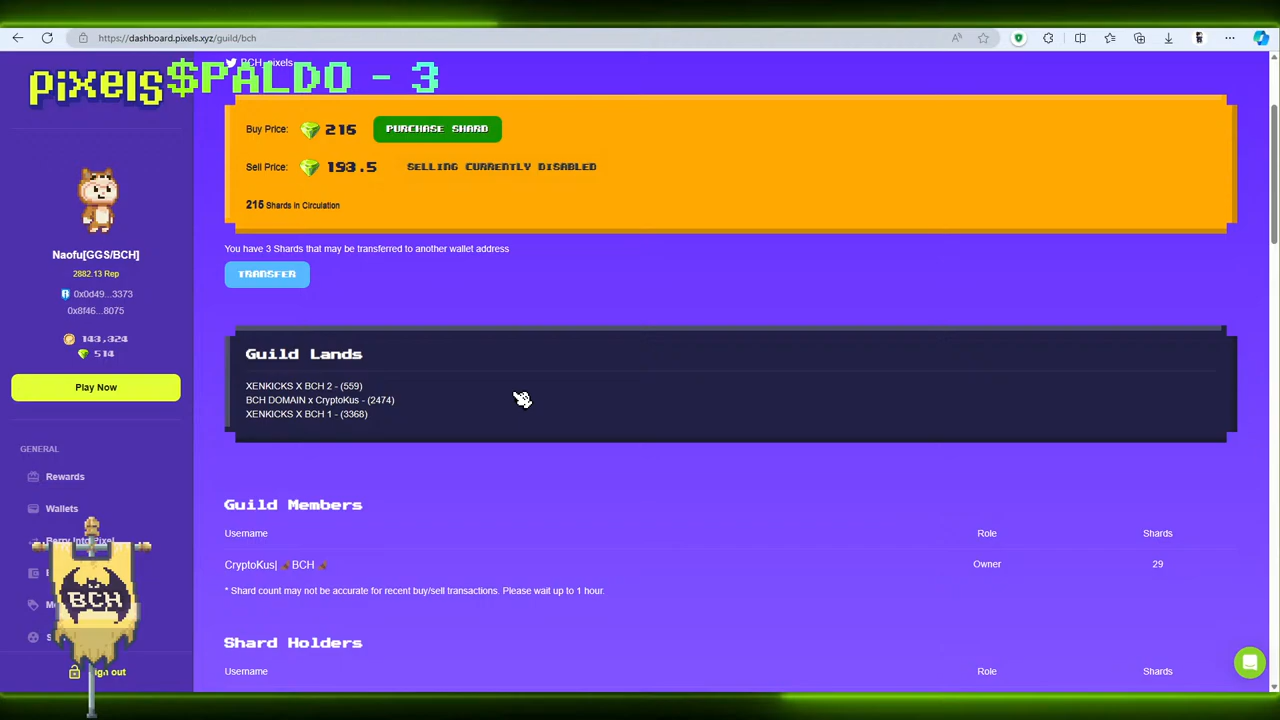 https://dashboard.pixels.xyz/guild/bch
BCH_pixels
pixels
$PALDO - 3
Buy Price: 216 PURCHASE SHARD
Sell Price: 193.5 SELLING CURRENTLY DISABLED
215 Shards in Circulation
You have 3 Shards that may be transferred to another wallet address
TRANSFER
Naofu[GGS/BCH]
2882.13 Rep
0x0d49...3373
0x8f46...8075
143,324
514
Play Now
GENERAL
Rewards
Wallets
BCH
Sign out
Guild Lands
XENKICKS X BCH 2 - (559)
BCH DOMAIN x CryptoKus - (2474)
XENKICKS X BCH 1 - (3368)
Guild Members
Username Role Shards
CryptoKus| BCH Owner 29
* Shard count may not be accurate for recent buy/sell transactions. Please wait up to 1 hour.
Shard Holders
Username Role Shards